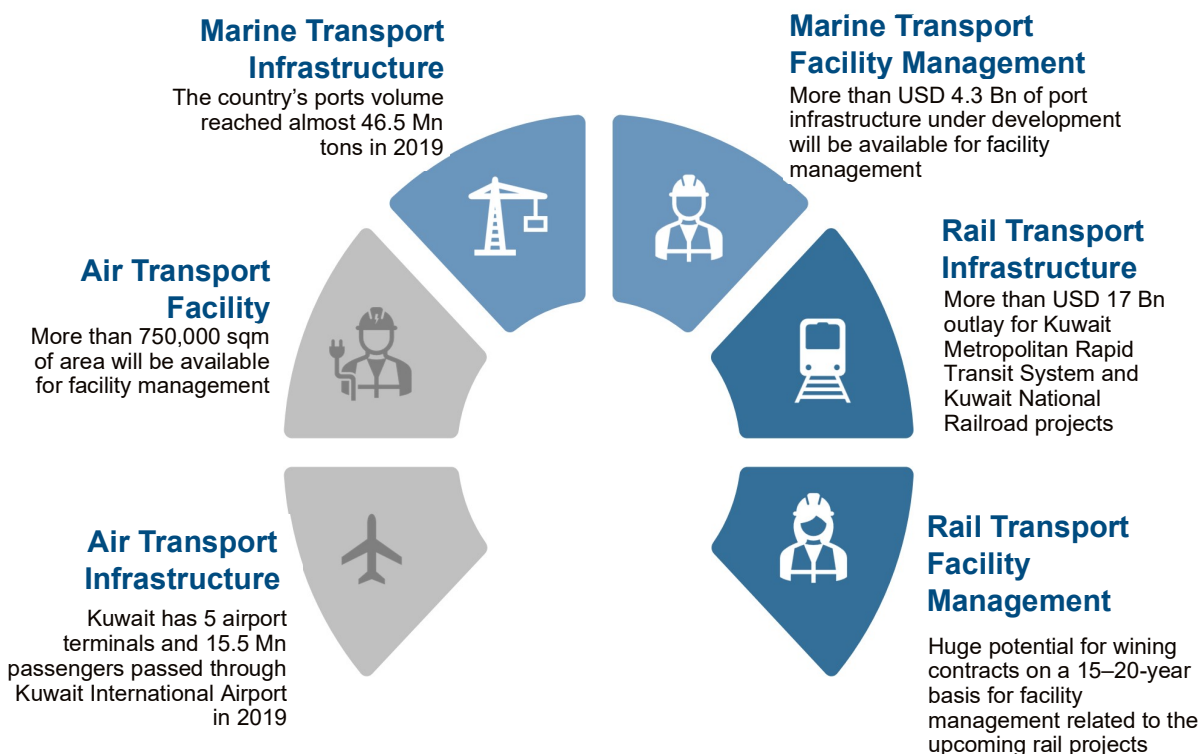 Marine Transport
Infrastructure
The country's ports volume
reached almost 46.5 Mn
tons in 2019
Marine Transport
Facility Management
More than USD 4.3 Bn of port
infrastructure under development
will be available for facility
management
Air Transport
Facility
More than 750,000 sqm
of area will be available
for facility management
Rail Transport
Infrastructure
More than USD 17 Bn
outlay for Kuwait
Metropolitan Rapid
Transit System and
Kuwait National
Railroad projects
Air Transport
Infrastructure
Kuwait has 5 airport
terminals and 15.5 Mn
passengers passed through
Kuwait International Airport
in 2019
Rail Transport
Facility
Management
Huge potential for wining
contracts on a 15–20-year
basis for facility
management related to the
upcoming rail projects